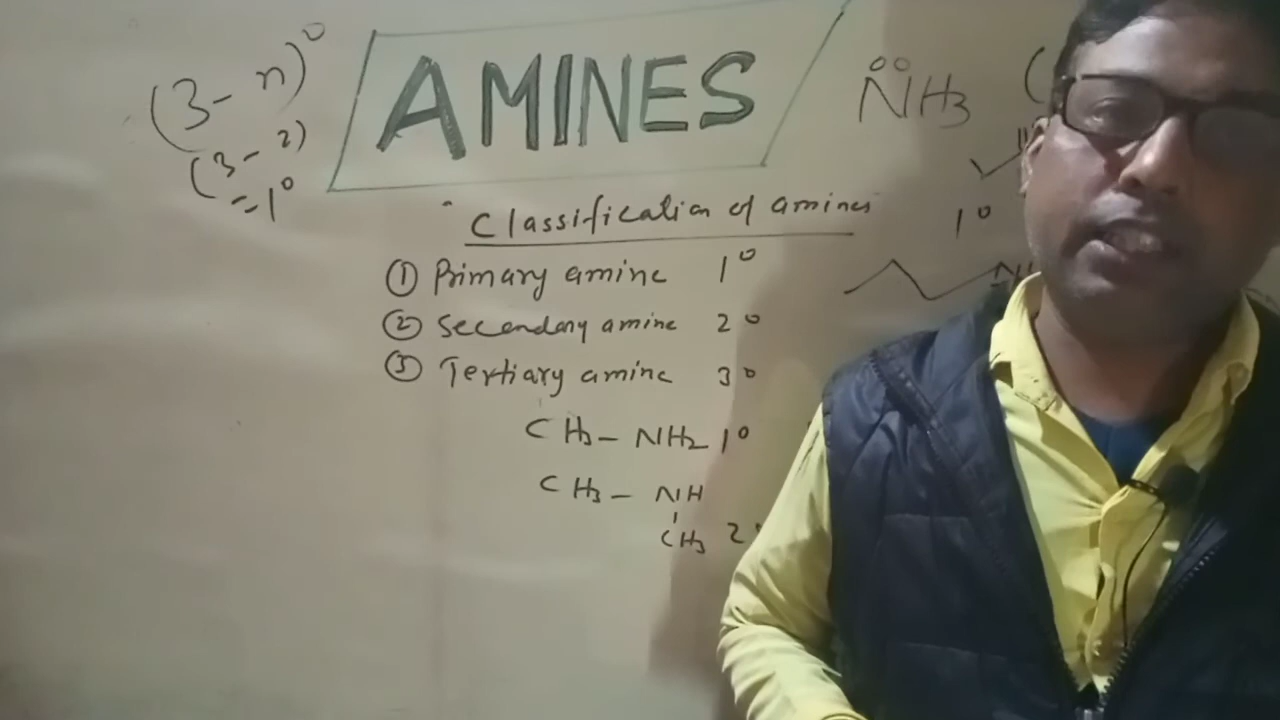 (3-n)°
(3-2)
=1°
AMINES
N̈H3
"Classification of amines"
① Primary amine 1°
② Secondary amine 2°
③ Tertiary amine 3°
CH3-NH2 1°
CH3-NH
CH3 2°
1°